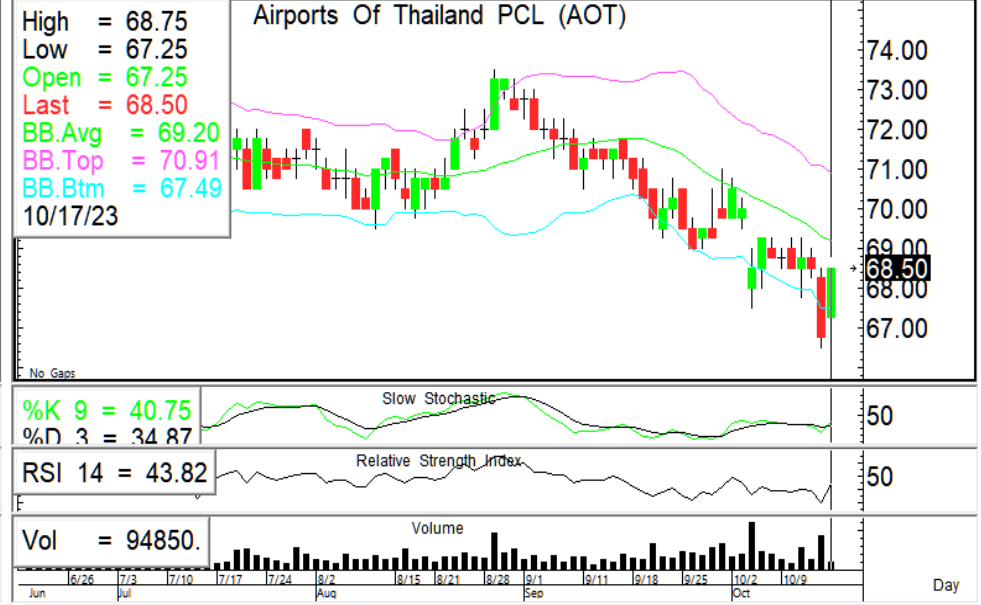 Airports Of Thailand PCL (AOT)
High = 68.75
Low = 67.25
Open = 67.25
Last = 68.50
BB.Avg = 69.20
BB.Top = 70.91
BB.Btm = 67.49
10/17/23
74.00
73.00
72.00
71.00
70.00
69.00
68.50
68.00
67.00
No Gaps
Slow Stochastic
%K 9 = 40.75
%D 3 = 34.87
50
Relative Strength Index
RSI 14 = 43.82
50
Volume
Vol = 94850.
6/26 7/3 7/10 7/17 7/24 8/2 8/15 8/21 8/28 9/1 9/11 9/18 9/25 10/2 10/9
Jun Jul Aug Sep Oct
Day